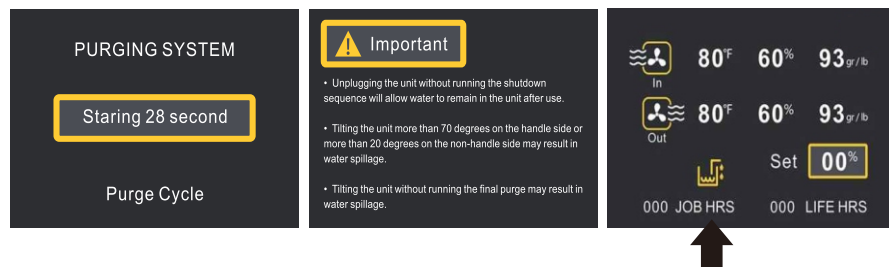 PURGING SYSTEM
Staring 28 second
Purge Cycle
Important
• Unplugging the unit without running the shutdown
sequence will allow water to remain in the unit after use.
• Tilting the unit more than 70 degrees on the handle side or
more than 20 degrees on the non-handle side may result in
water spillage.
• Tilting the unit without running the final purge may result in
water spillage.
80°F 60% 93 gr/lb
In
80°F 60% 93 gr/lb
Out
Set 00%
000 JOB HRS 000 LIFE HRS